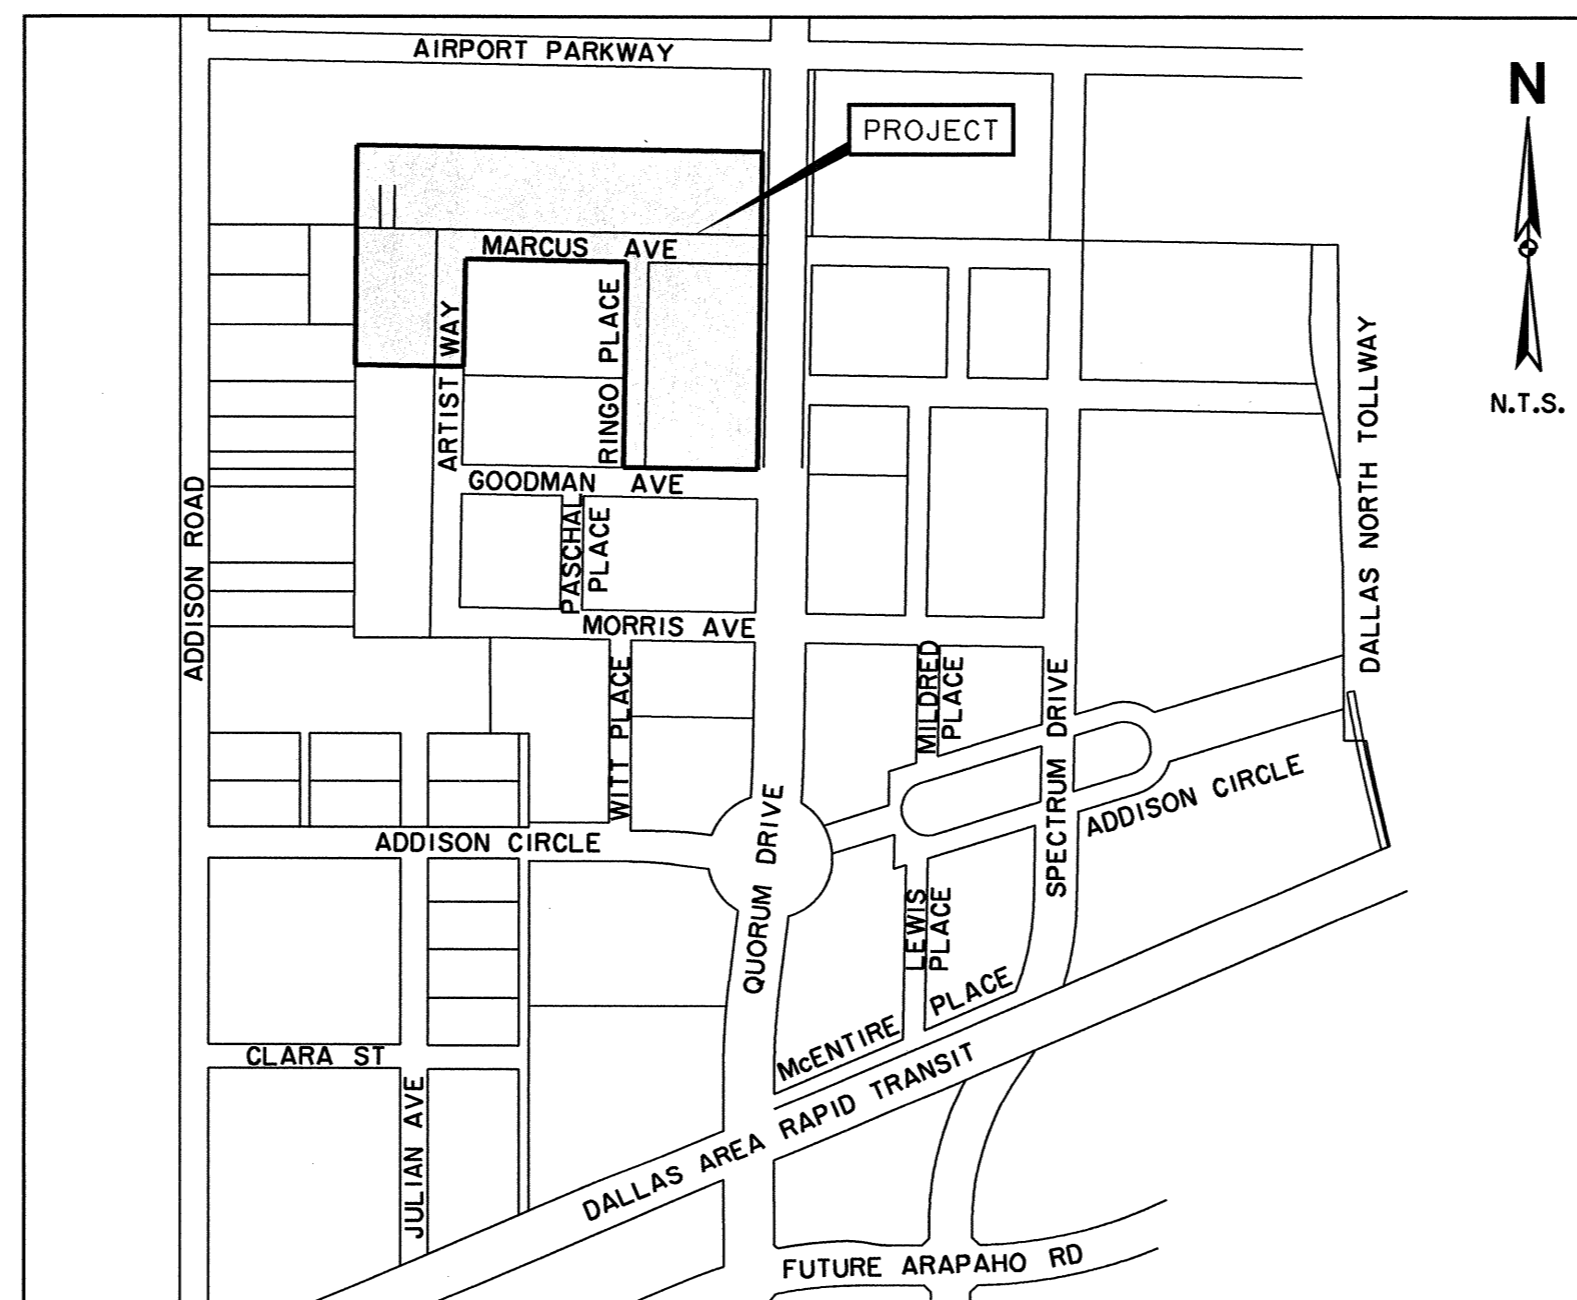 AIRPORT PARKWAY
N
PROJECT
MARCUS AVE
ARTIST WAY
RINGO PLACE
DALLAS NORTH TOLLWAY
N.T.S.
GOODMAN AVE
ADDISON ROAD
PASCHAL
PLACE
MORRIS AVE
WITT PLACE
MILDRED
PLACE
SPECTRUM DRIVE
ADDISON CIRCLE
ADDISON CIRCLE
QUORUM DRIVE
LEWIS
PLACE
McENTIRE PLACE
CLARA ST
JULIAN AVE
DALLAS AREA RAPID TRANSIT
FUTURE ARAPAHO RD